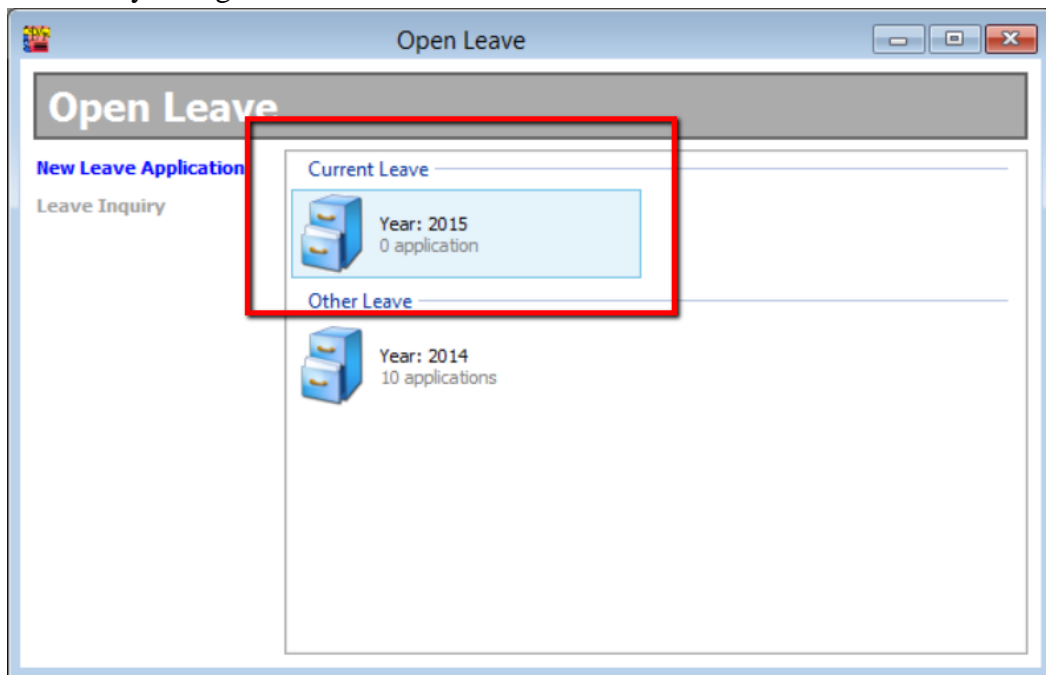 Open Leave
Open Leave
New Leave Application
Leave Inquiry
Current Leave
Year: 2015
0 application
Other Leave
Year: 2014
10 applications